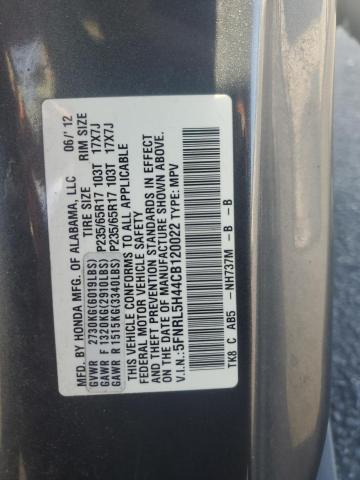 MFD. BY HONDA MFG. OF ALABAMA, LLC 06/'12
TIRE SIZE RIM SIZE
GVWR 2730KG(6019LBS)
GAWR F 1320KG(2910LBS) P235/65R17 103T 17X7J
GAWR R 1515KG(3340LBS) P235/65R17 103T 17X7J
THIS VEHICLE CONFORMS TO ALL APPLICABLE
FEDERAL MOTOR VEHICLE SAFETY
AND THEFT PREVENTION STANDARDS IN EFFECT
ON THE DATE OF MANUFACTURE SHOWN ABOVE.
V.I.N.: 5FNRL5H44CB120022 TYPE: MPV
TK8 C AB5 -NH737M -B -B